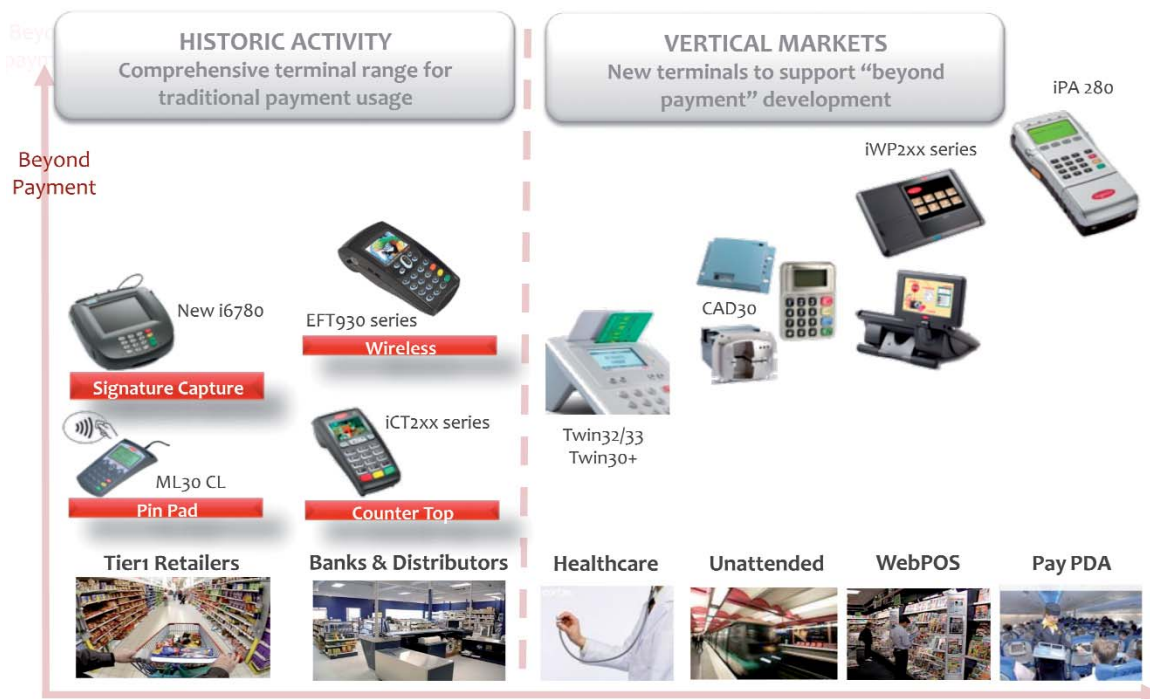 HISTORIC ACTIVITY
Comprehensive terminal range for
traditional payment usage
VERTICAL MARKETS
New terminals to support “beyond
payment” development
Beyond
Payment
iPA 280
iWP2xx series
New i6780
EFT930 series
CAD30
Signature Capture
Wireless
iCT2xx series
Twin32/33
Twin30+
ML30 CL
Pin Pad
Counter Top
Tier1 Retailers
Banks & Distributors
Healthcare
Unattended
WebPOS
Pay PDA